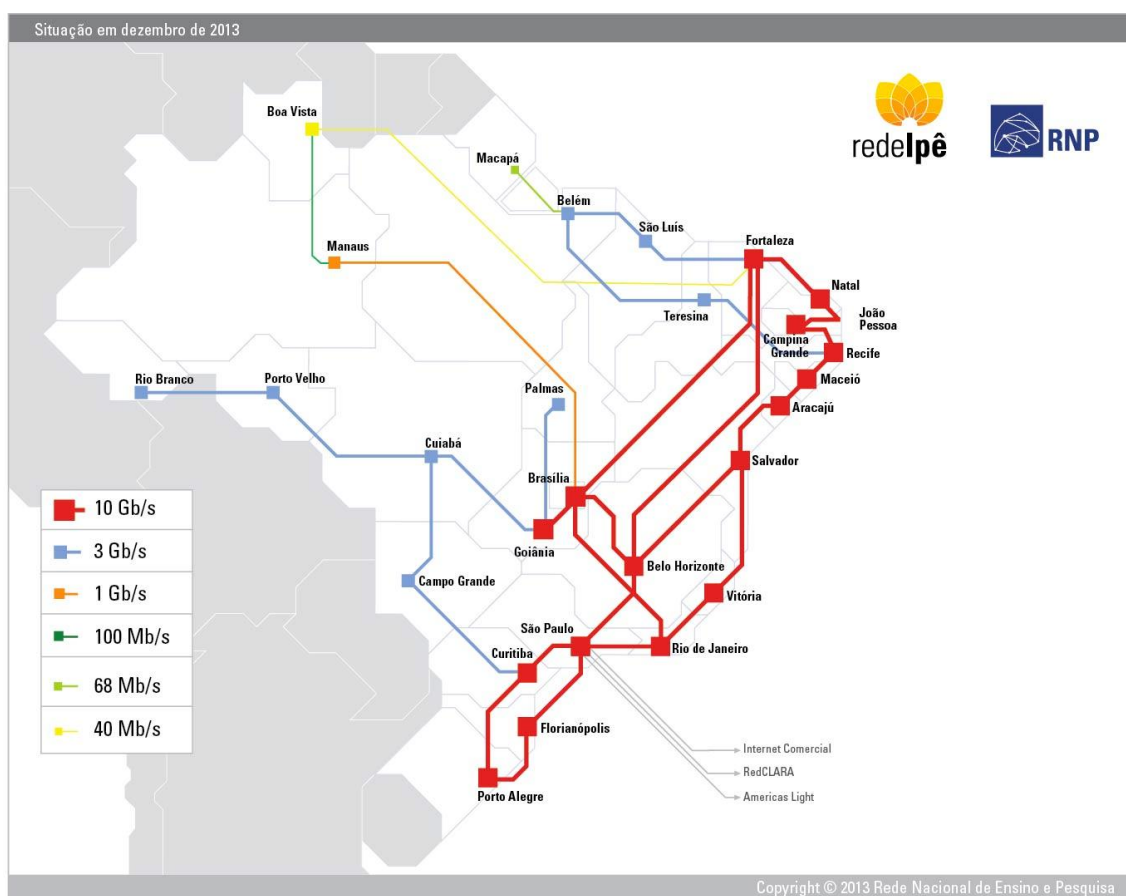 Situação em dezembro de 2013
redeIpê
RNP
Boa Vista
Macapá
Belém
São Luís
Fortaleza
Manaus
Natal
Teresina
João
Pessoa
Campina
Grande
Recife
Rio Branco
Porto Velho
Palmas
Maceió
Aracajú
Cuiabá
Salvador
Brasília
10 Gb/s
3 Gb/s
1 Gb/s
100 Mb/s
68 Mb/s
40 Mb/s
Goiânia
Belo Horizonte
Campo Grande
Vitória
São Paulo
Curitiba
Rio de Janeiro
Florianópolis
Porto Alegre
Internet Comercial
RedCLARA
Americas Light
Copyright © 2013 Rede Nacional de Ensino e Pesquisa